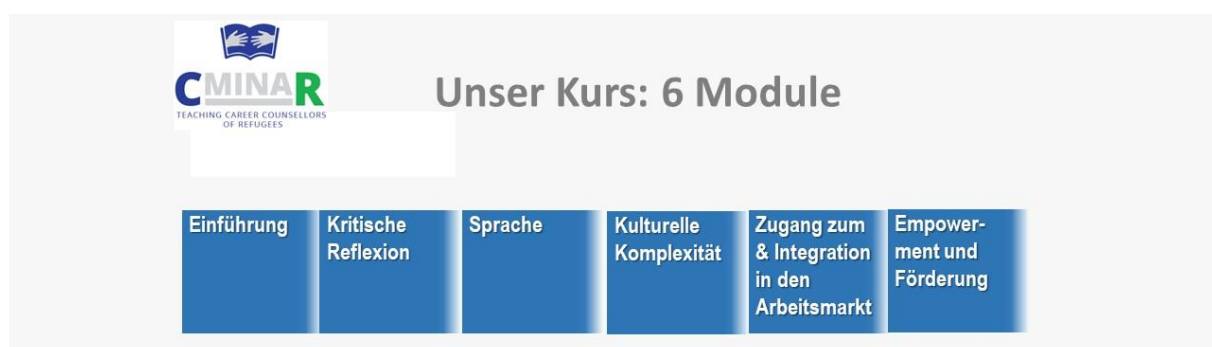 CMINAR
TEACHING CAREER COUNSELLORS
OF REFUGEES
Unser Kurs: 6 Module
Einführung
Kritische
Reflexion
Sprache
Kulturelle
Komplexität
Zugang zum
& Integration
in den
Arbeitsmarkt
Empower-
ment und
Förderung